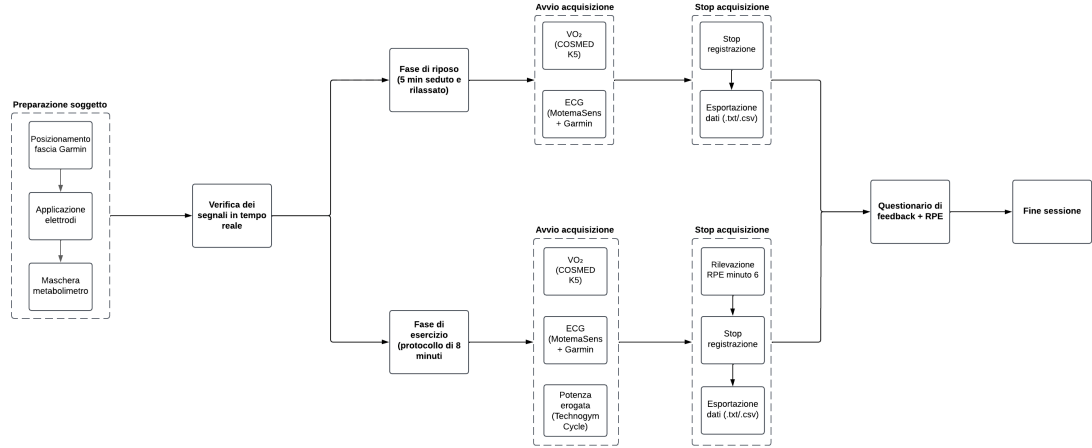 Preparazione soggetto
Posizionamento
fascia Garmin
Applicazione
elettrodi
Maschera
metabolimetro
Verifica dei
segnali in tempo
reale
Fase di riposo
(5 min seduto e
rilassato)
Avvio acquisizione
VO₂
(COSMED
K5)
ECG
(MotemaSens
+ Garmin
Stop acquisizione
Stop
registrazione
Esportazione
dati (.txt/.csv)
Fase di
esercizio
(protocollo di 8
minuti
Avvio acquisizione
VO₂
(COSMED
K5)
ECG
(MotemaSens
+ Garmin
Potenza
erogata
(Technogym
Cycle)
Stop acquisizione
Rilevazione
RPE minuto 6
Stop
registrazione
Esportazione
dati (.txt/.csv)
Questionario di
feedback + RPE
Fine sessione